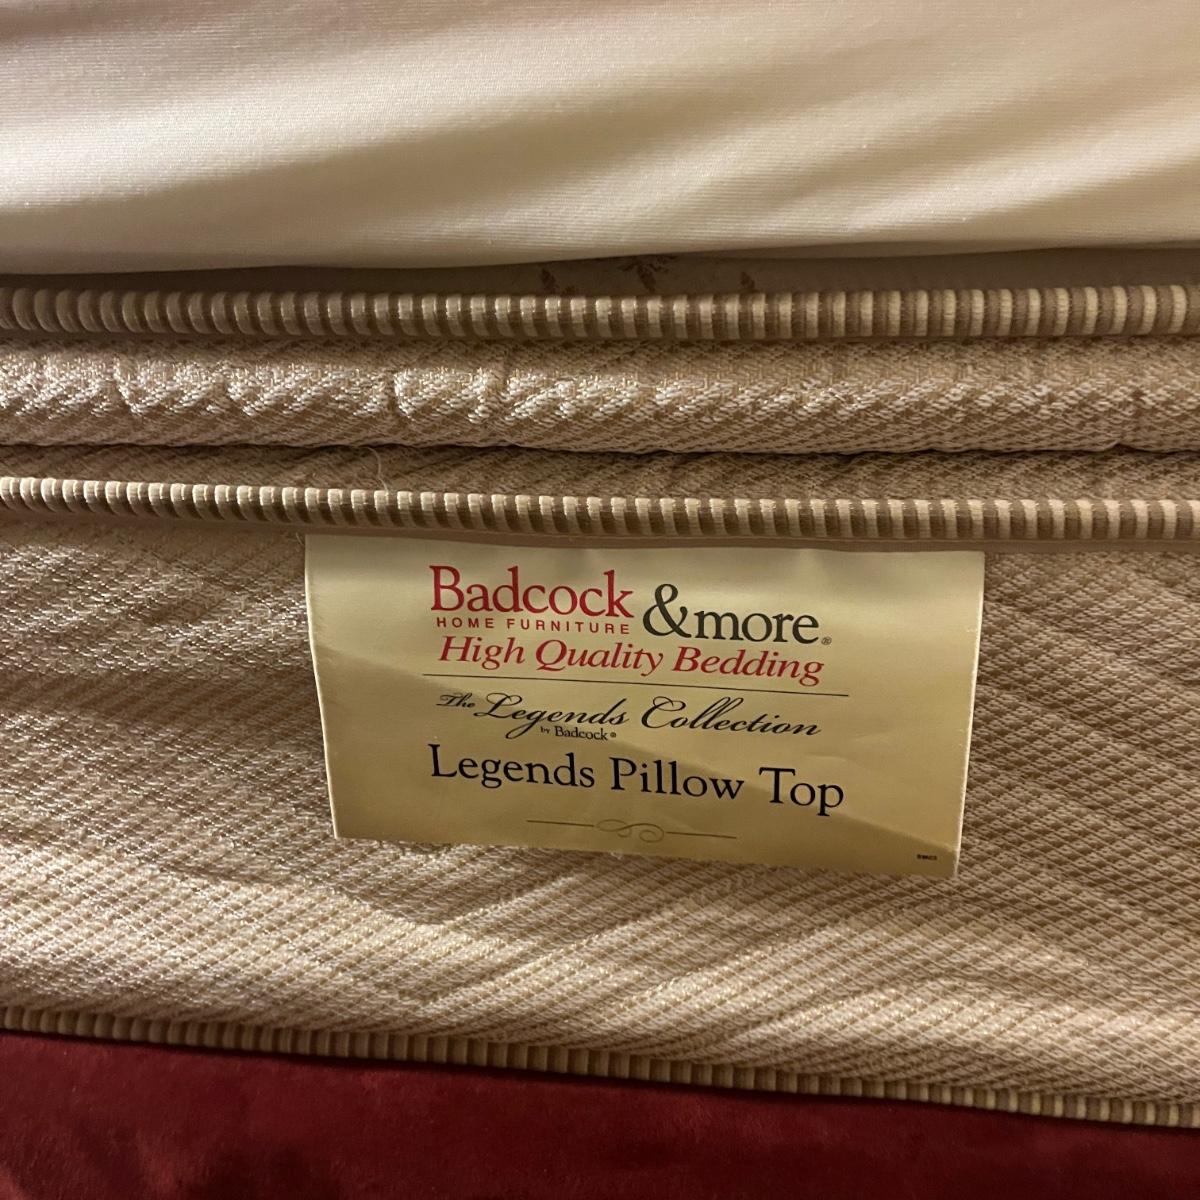 Badcock &more®
HOME FURNITURE
High Quality Bedding
The Legends Collection
by Badcock®
Legends Pillow Top